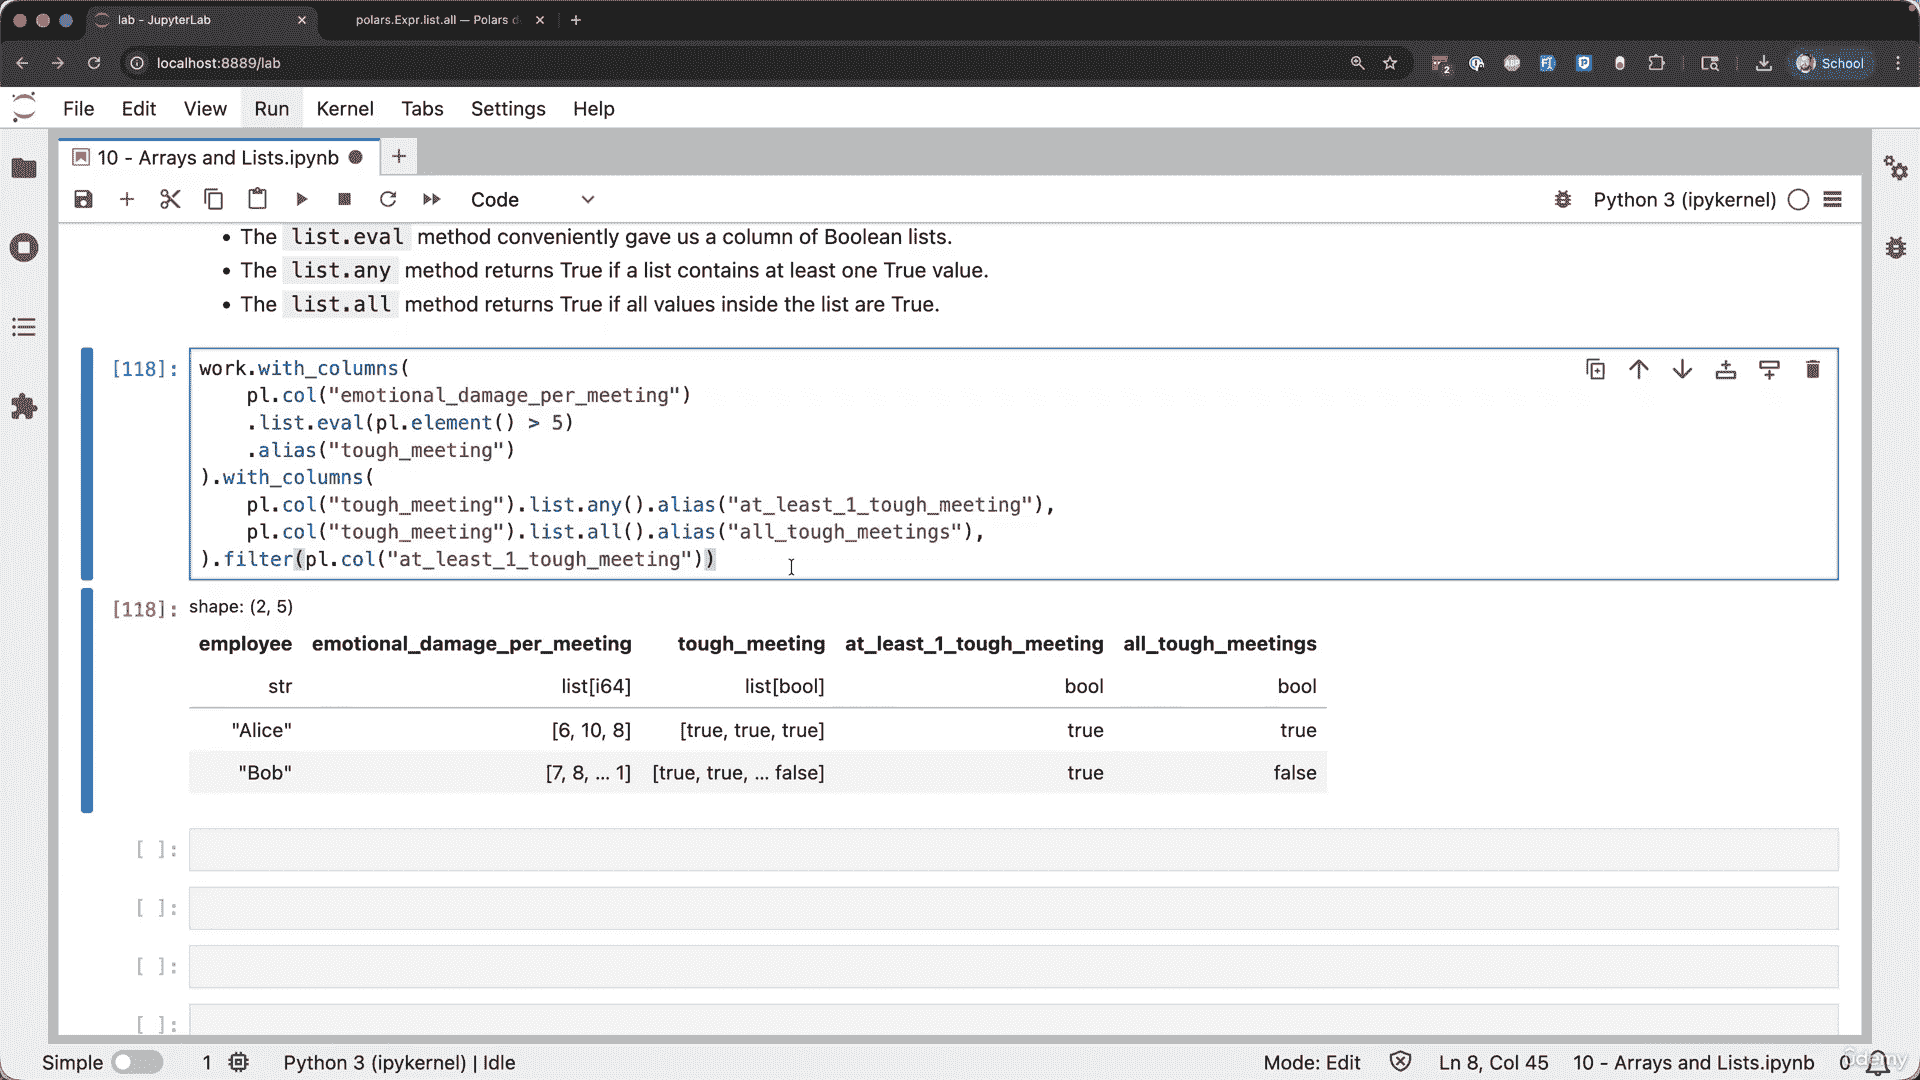 lab - JupyterLab
polars.Expr.list.all — Polars d
localhost:8889/lab
2
School
File Edit View Run Kernel Tabs Settings Help
10 - Arrays and Lists.ipynb
Code
Python 3 (ipykernel)
• The list.eval method conveniently gave us a column of Boolean lists.
• The list.any method returns True if a list contains at least one True value.
• The list.all method returns True if all values inside the list are True.
[118]:
work.with_columns(
    pl.col("emotional_damage_per_meeting")
    .list.eval(pl.element() > 5)
    .alias("tough_meeting")
).with_columns(
    pl.col("tough_meeting").list.any().alias("at_least_1_tough_meeting"),
    pl.col("tough_meeting").list.all().alias("all_tough_meetings"),
).filter(pl.col("at_least_1_tough_meeting"))
[118]: shape: (2, 5)
employee emotional_damage_per_meeting tough_meeting at_least_1_tough_meeting all_tough_meetings
str list[i64] list[bool] bool bool
"Alice" [6, 10, 8] [true, true, true] true true
"Bob" [7, 8, … 1] [true, true, … false] true false
[ ]:
[ ]:
[ ]:
[ ]:
Simple 1 Python 3 (ipykernel) | Idle Mode: Edit Ln 8, Col 45 10 - Arrays and Lists.ipynb 0
ûdemy